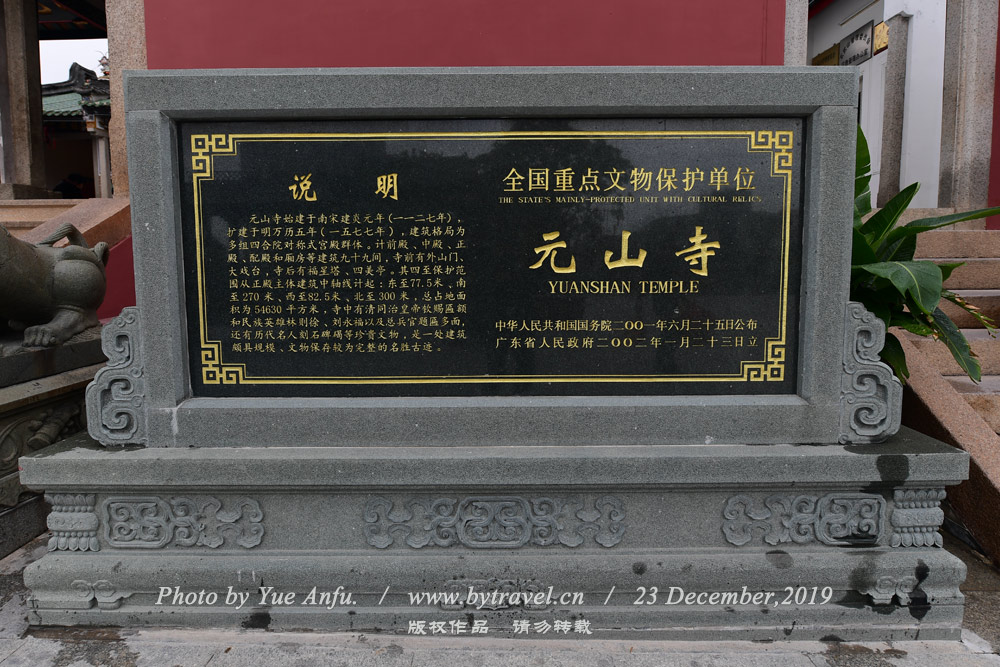 说 明
元山寺始建于南宋建炎元年（一一二七年），
扩建于明万历五年（一五七七年），建筑格局为
多组四合院对称式宫殿群体。计前殿、中殿、正
殿、配殿和厢房等建筑九十九间，寺前有外山门、
大戏台，寺后有福星塔、四美亭。其四至保护范
围从正殿主体建筑中轴线计起：东至77.5米、南
至270米、西至82.5米、北至300米，总占地面
积为54630平方米，寺中有清同治皇帝钦赐匾额
和民族英雄林则徐、刘永福以及总兵官题匾多面，
还有历代名人刻石碑碣等珍贵文物，是一处建筑
颇具规模、文物保存较为完整的名胜古迹。
全国重点文物保护单位
THE STATE'S MAINLY-PROTECTED UNIT WITH CULTURAL RELICS
元山寺
YUANSHAN TEMPLE
中华人民共和国国务院二〇〇一年六月二十五日公布
广东省人民政府二〇〇二年一月二十三日立
Photo by Yue Anfu. / www.bytravel.cn / 23 December,2019
版权作品 请勿转载